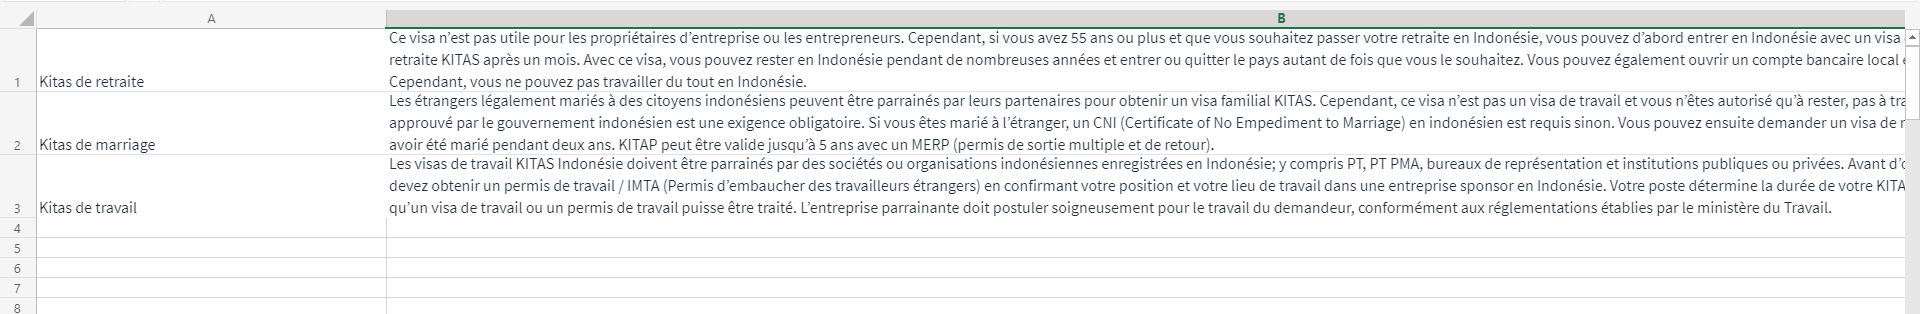 A B
1 Kitas de retraite
Ce visa n'est pas utile pour les propriétaires d'entreprise ou les entrepreneurs. Cependant, si vous avez 55 ans ou plus et que vous souhaitez passer votre retraite en Indonésie, vous pouvez d'abord entrer en Indonésie avec un visa
retraite KITAS après un mois. Avec ce visa, vous pouvez rester en Indonésie pendant de nombreuses années et entrer ou quitter le pays autant de fois que vous le souhaitez. Vous pouvez également ouvrir un compte bancaire local
Cependant, vous ne pouvez pas travailler du tout en Indonésie.
2 Kitas de marriage
Les étrangers légalement mariés à des citoyens indonésiens peuvent être parrainés par leurs partenaires pour obtenir un visa familial KITAS. Cependant, ce visa n'est pas un visa de travail et vous n'êtes autorisé qu'à rester, pas à
approuvé par le gouvernement indonésien est une exigence obligatoire. Si vous êtes marié à l'étranger, un CNI (Certificate of No Empediment to Marriage) en indonésien est requis sinon. Vous pouvez ensuite demander un visa de
avoir été marié pendant deux ans. KITAP peut être valide jusqu'à 5 ans avec un MERP (permis de sortie multiple et de retour).
3 Kitas de travail
Les visas de travail KITAS Indonésie doivent être parrainés par des sociétés ou organisations indonésiennes enregistrées en Indonésie; y compris PT, PT PMA, bureaux de représentation et institutions publiques ou privées. Avant
devez obtenir un permis de travail / IMTA (Permis d'embaucher des travailleurs étrangers) en confirmant votre position et votre lieu de travail dans une entreprise sponsor en Indonésie. Votre poste détermine la durée de votre
qu'un visa de travail ou un permis de travail puisse être traité. L'entreprise parrainante doit postuler soigneusement pour le travail du demandeur, conformément aux réglementations établies par le ministère du Travail.
4
5
6
7
8